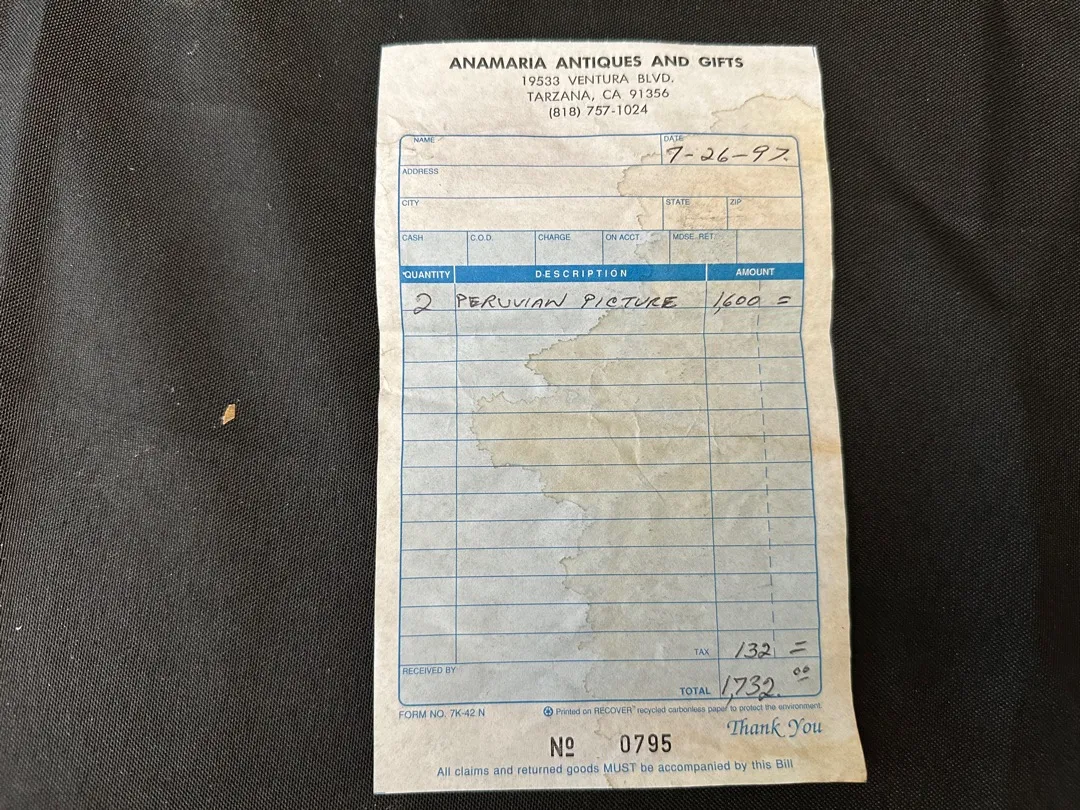 ANAMARIA ANTIQUES AND GIFTS
19533 VENTURA BLVD.
TARZANA, CA 91356
(818) 757-1024
NAME DATE
7-26-97.
ADDRESS
CITY STATE ZIP
CASH C.O.D. CHARGE ON ACCT. MDSE. RET.
QUANTITY DESCRIPTION AMOUNT
2 PERUVIAN PICTURE 1,600 =
TAX 132 =
RECEIVED BY
TOTAL 1,732.00
FORM NO. 7K-42 N Printed on RECOVER™ recycled carbonless paper to protect the environment
Thank You
Nº 0795
All claims and returned goods MUST be accompanied by this Bill